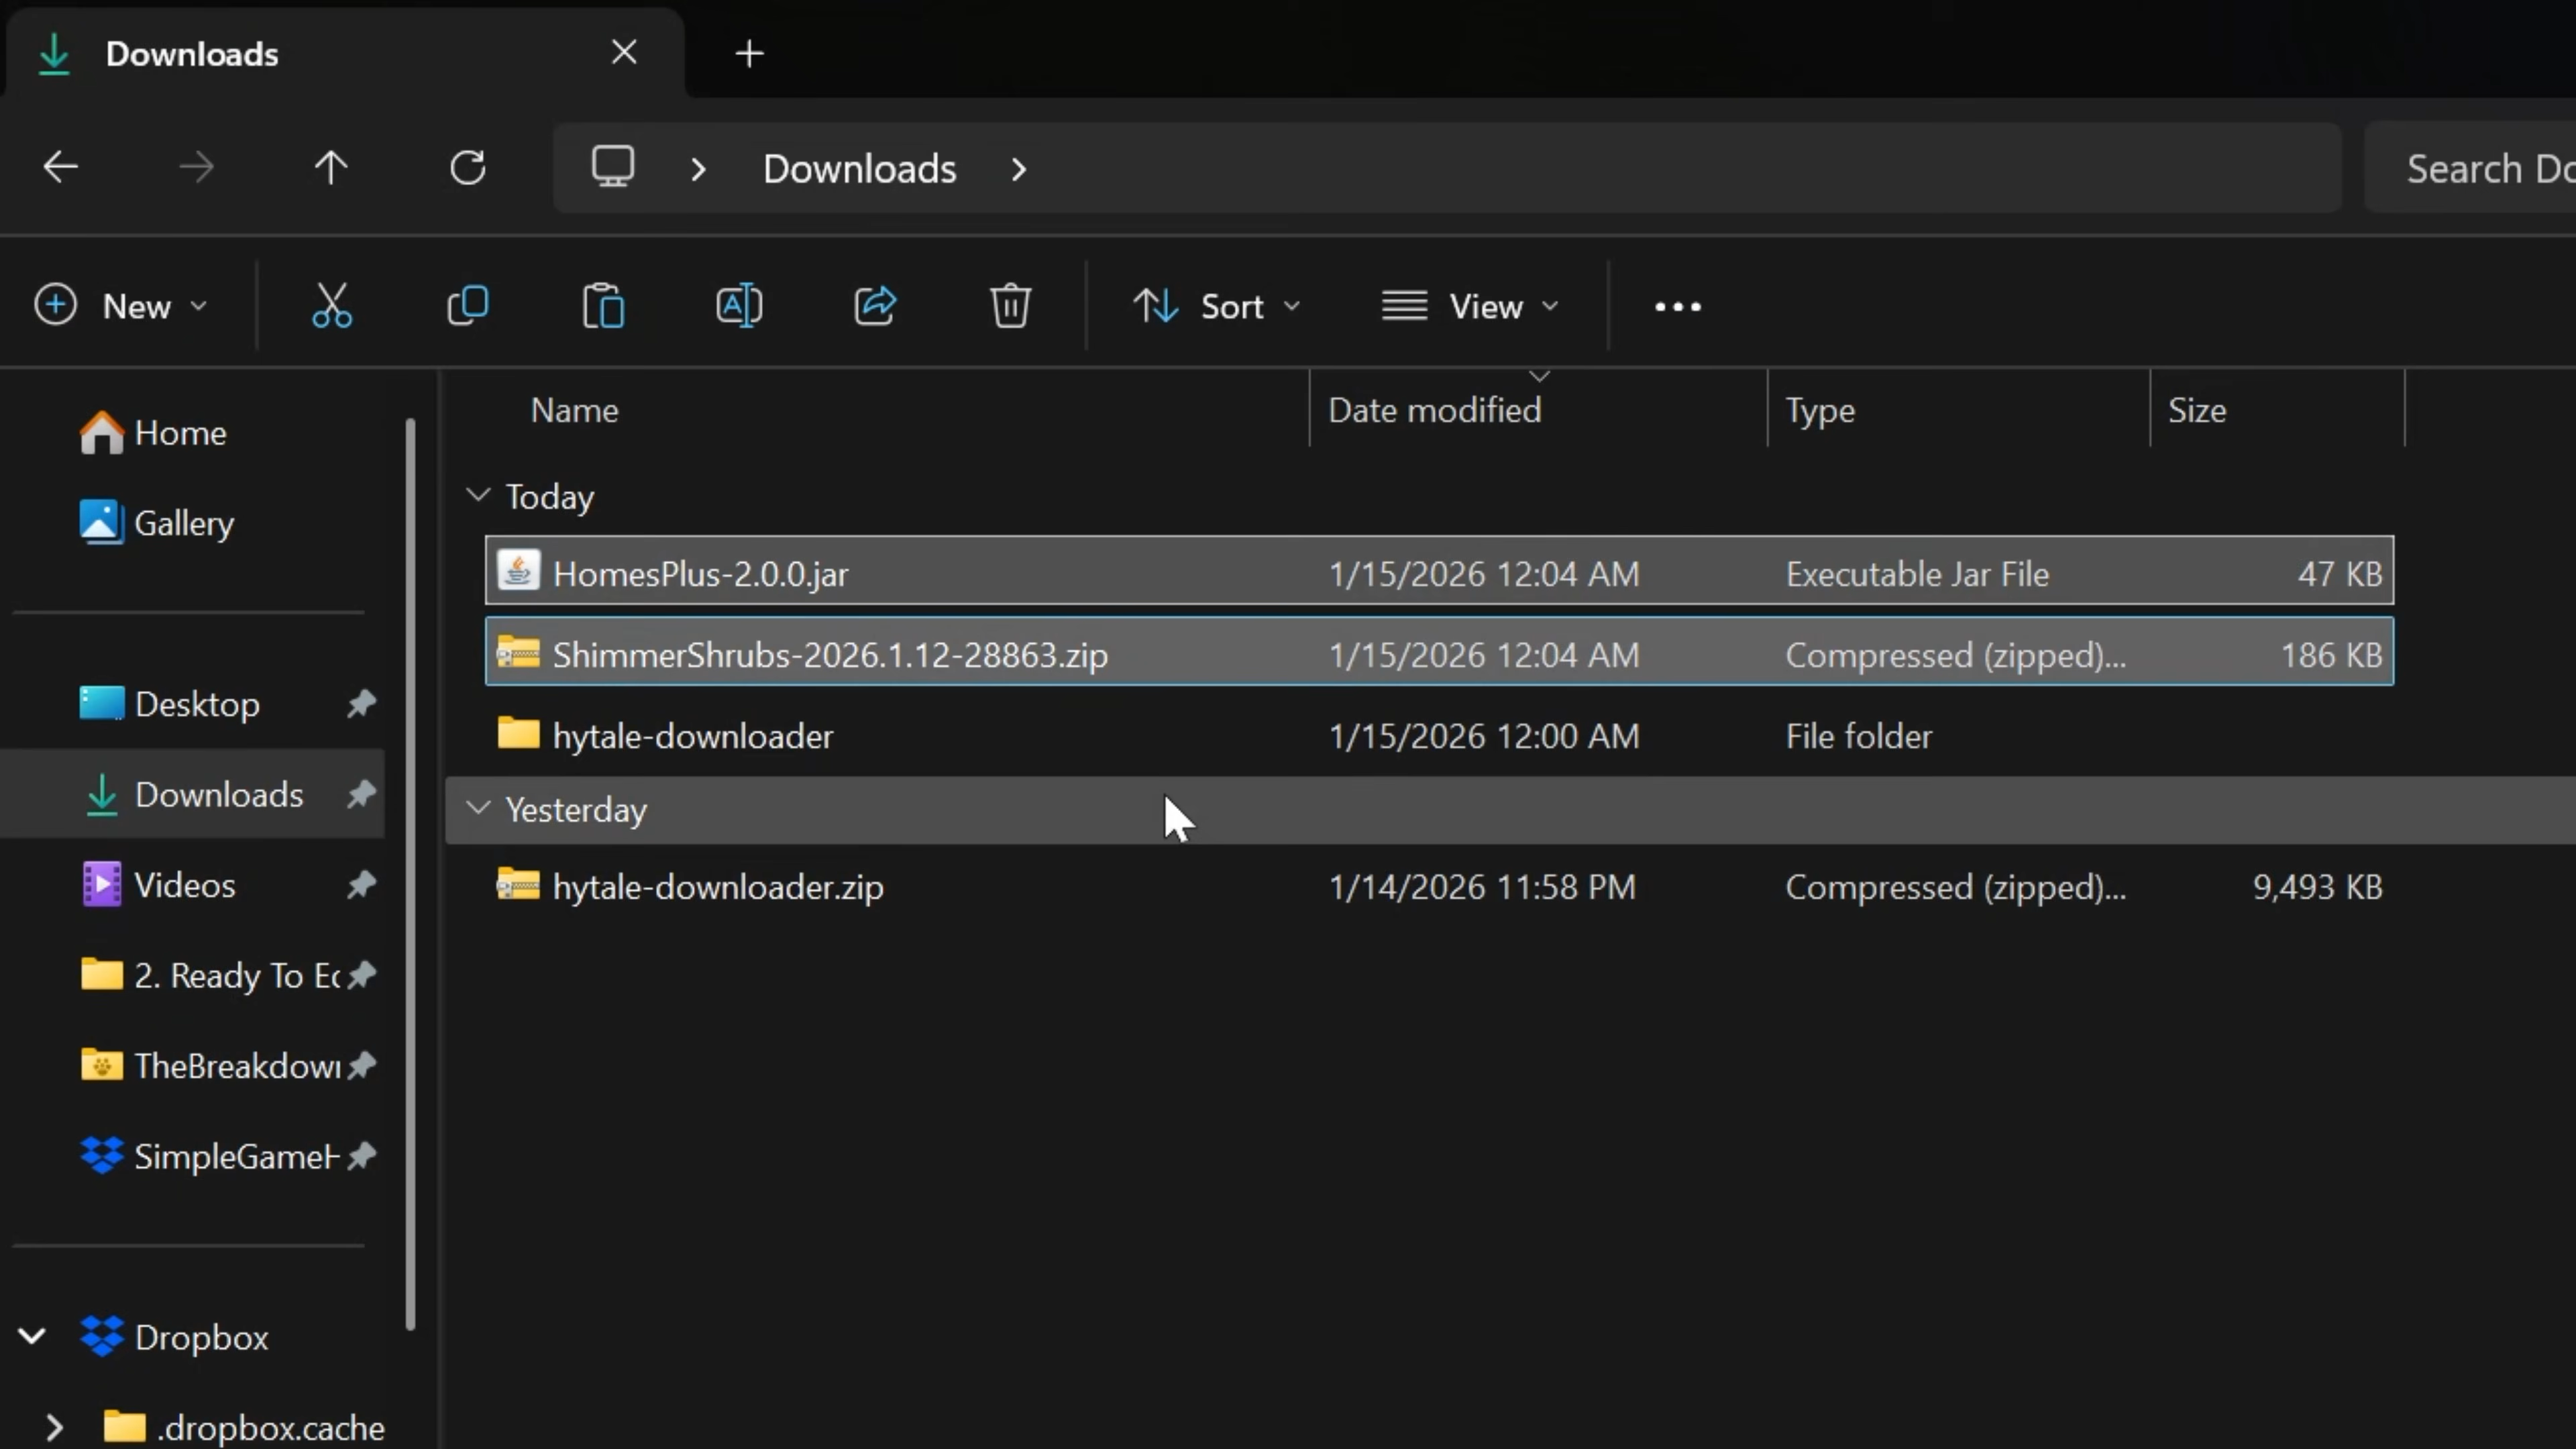 Downloads
Downloads
Search Do
New
Sort
View
Name Date modified Type Size
Home
Gallery
Desktop
Downloads
Videos
2. Ready To Ec
TheBreakdow
SimpleGameH
Dropbox
.dropbox.cache
Today
HomesPlus-2.0.0.jar 1/15/2026 12:04 AM Executable Jar File 47 KB
ShimmerShrubs-2026.1.12-28863.zip 1/15/2026 12:04 AM Compressed (zipped)... 186 KB
hytale-downloader 1/15/2026 12:00 AM File folder
Yesterday
hytale-downloader.zip 1/14/2026 11:58 PM Compressed (zipped)... 9,493 KB